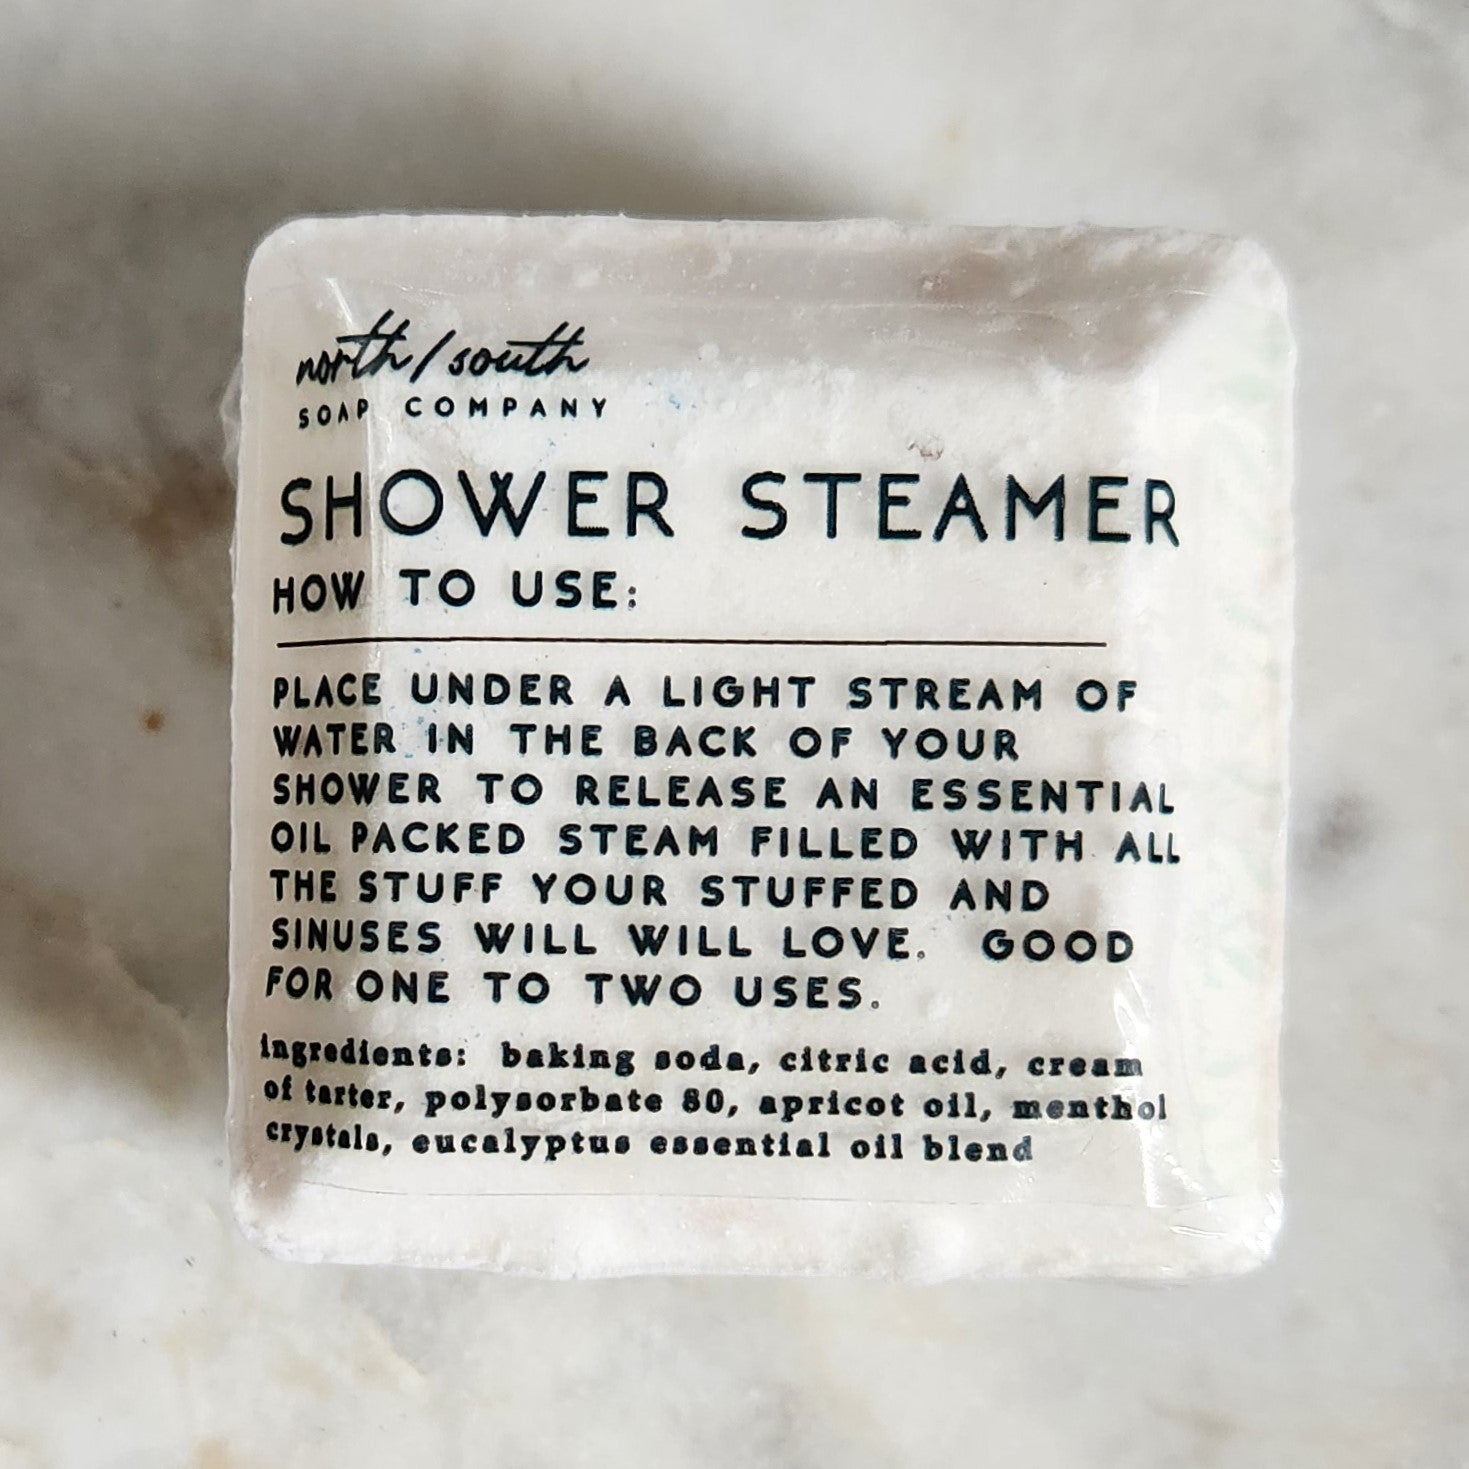 north/south
SOAP COMPANY
SHOWER STEAMER
HOW TO USE:
PLACE UNDER A LIGHT STREAM OF
WATER IN THE BACK OF YOUR
SHOWER TO RELEASE AN ESSENTIAL
OIL PACKED STEAM FILLED WITH ALL
THE STUFF YOUR STUFFED AND
SINUSES WILL WILL LOVE. GOOD
FOR ONE TO TWO USES.
ingredients: baking soda, citric acid, cream
of tarter, polysorbate 80, apricot oil, menthol
crystals, eucalyptus essential oil blend